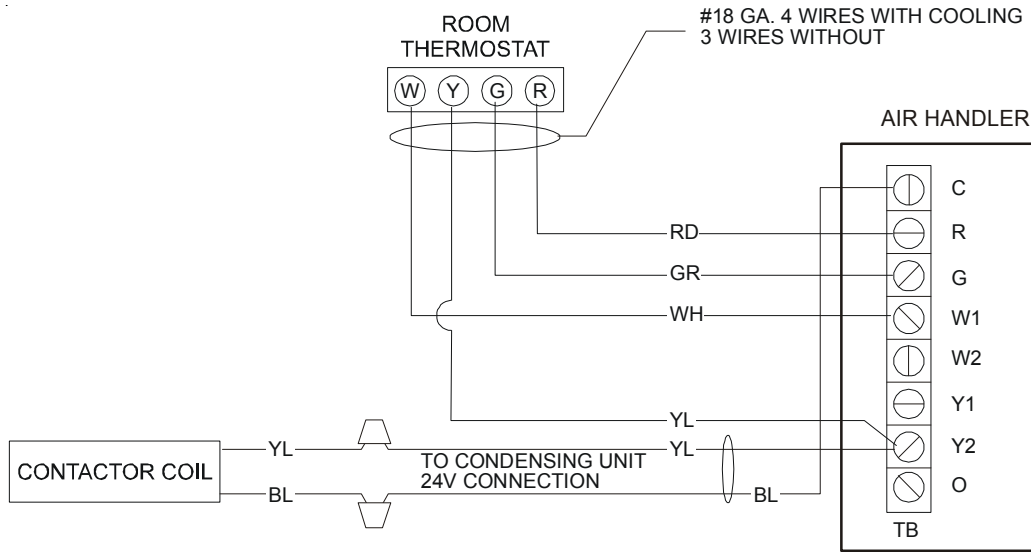 #18 GA. 4 WIRES WITH COOLING
3 WIRES WITHOUT
ROOM
THERMOSTAT
W Y G R
AIR HANDLER
C
RD R
GR G
WH W1
W2
Y1
YL
YL YL Y2
CONTACTOR COIL
TO CONDENSING UNIT
24V CONNECTION
BL BL O
TB